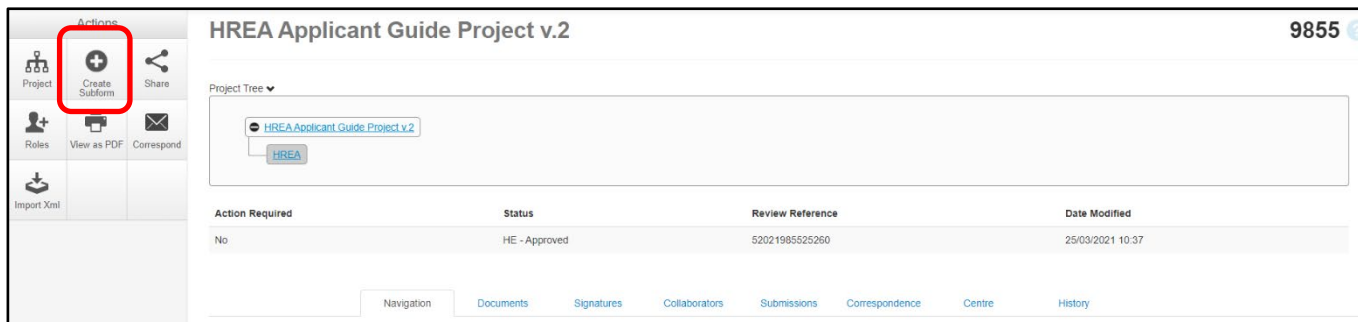 Actions
Project
Create
Subform
Share
Roles
View as PDF
Correspond
Import Xml
HREA Applicant Guide Project v.2
9855
Project Tree
HREA Applicant Guide Project v.2
HREA
Action Required Status Review Reference Date Modified
No HE - Approved 52021985525260 25/03/2021 10:37
Navigation Documents Signatures Collaborators Submissions Correspondence Centre History